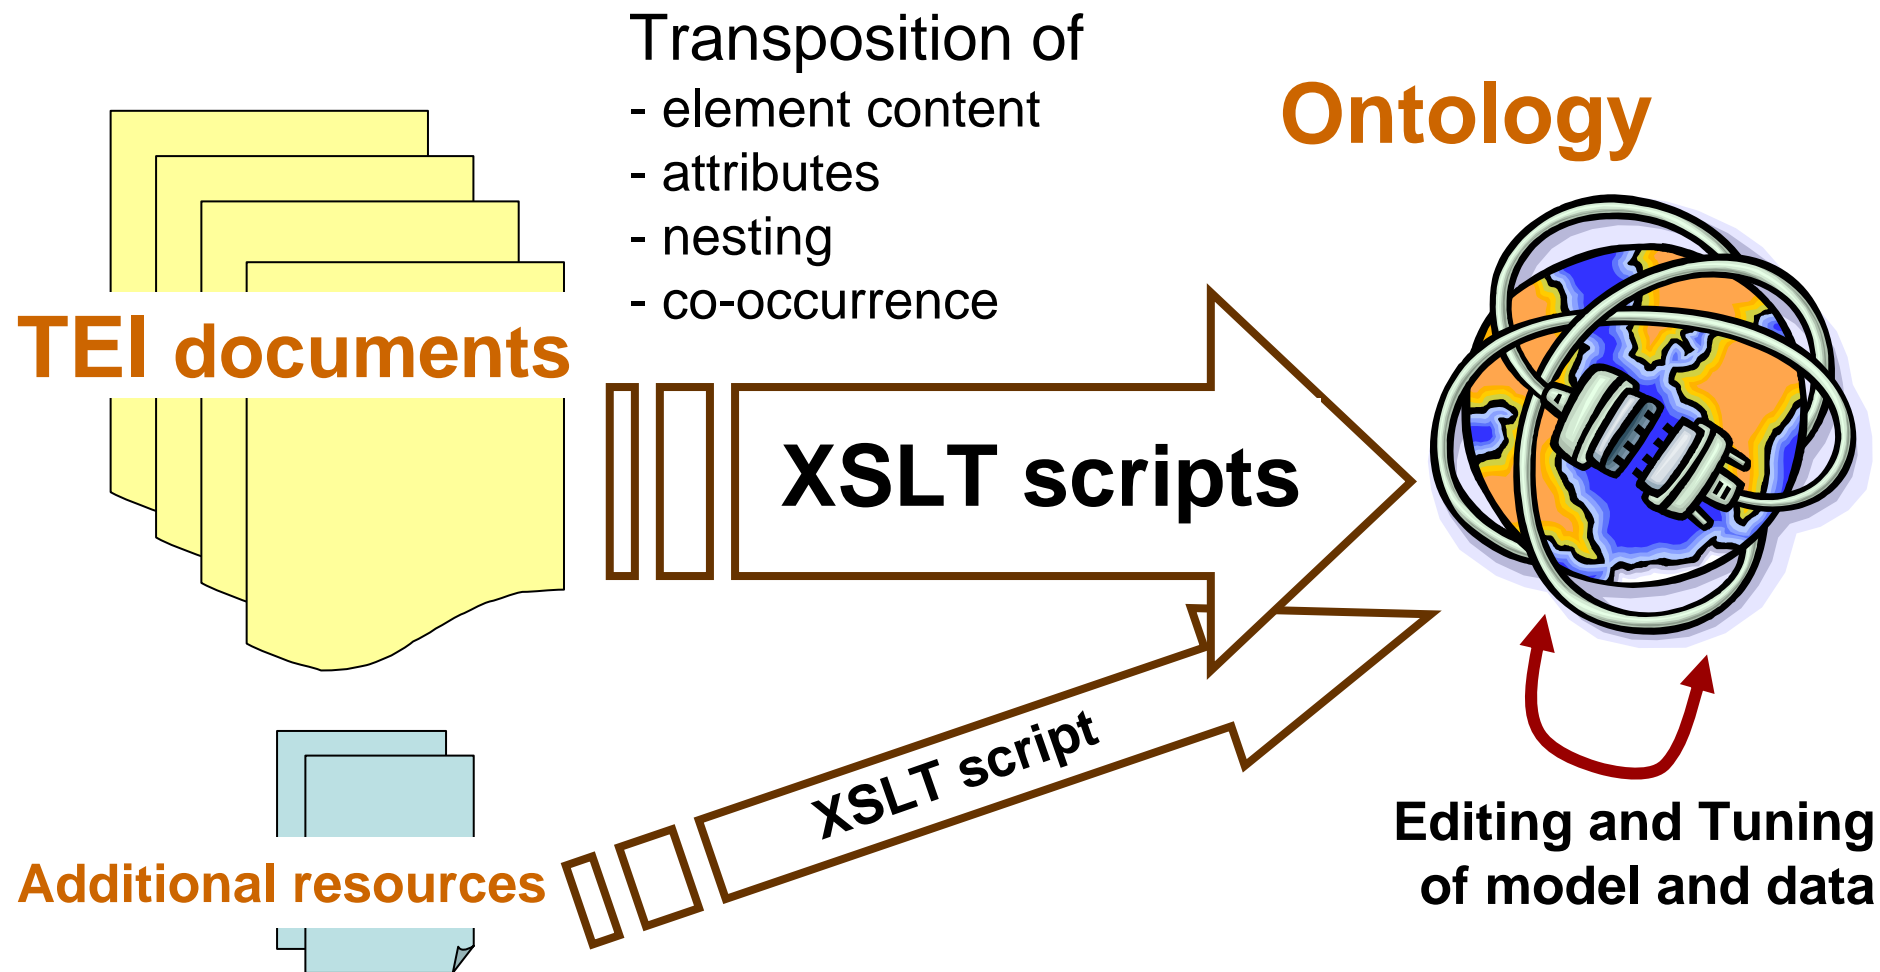 Transposition of
- element content
- attributes
- nesting
- co-occurrence
Ontology
TEI documents
XSLT scripts
XSLT script
Additional resources
Editing and Tuning
of model and data